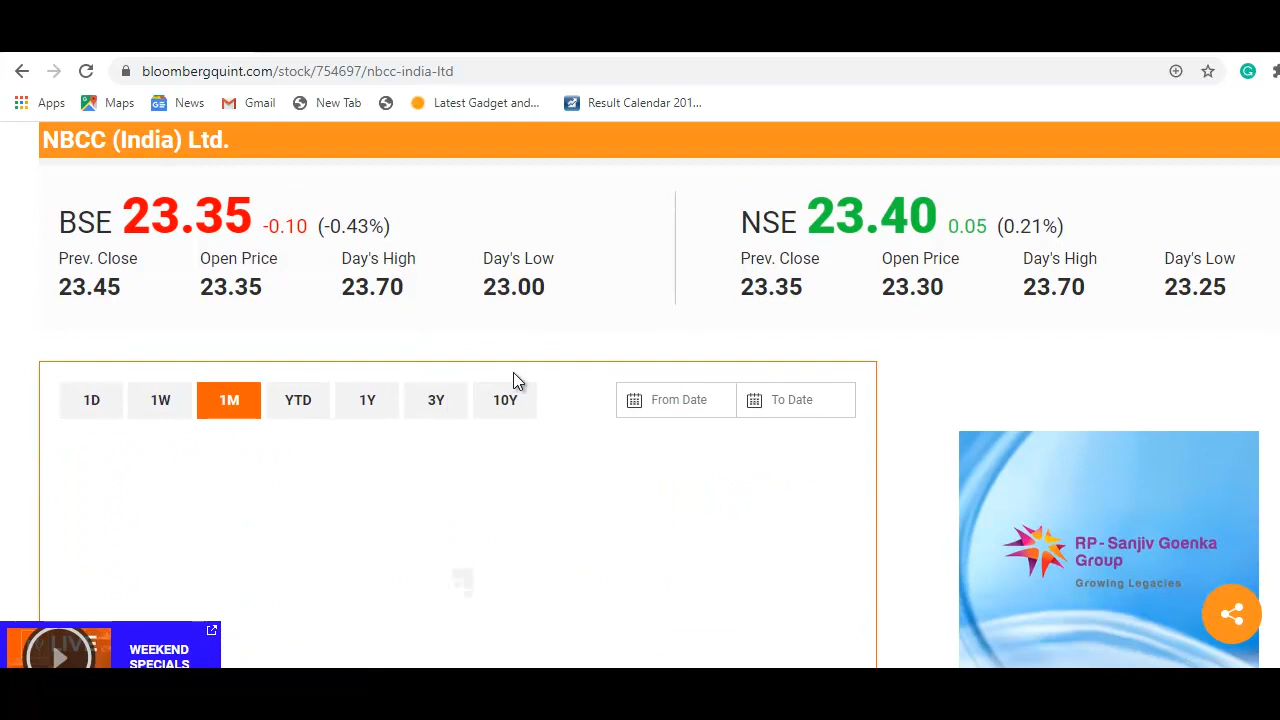 bloombergquint.com/stock/754697/nbcc-india-ltd
Apps Maps News Gmail New Tab Latest Gadget and... Result Calendar 201...
NBCC (India) Ltd.
BSE 23.35 -0.10 (-0.43%)
Prev. Close Open Price Day's High Day's Low
23.45 23.35 23.70 23.00
NSE 23.40 0.05 (0.21%)
Prev. Close Open Price Day's High Day's Low
23.35 23.30 23.70 23.25
1D 1W 1M YTD 1Y 3Y 10Y From Date To Date
RP-Sanjiv Goenka
Group
Growing Legacies
LIVE
WEEKEND
SPECIALS